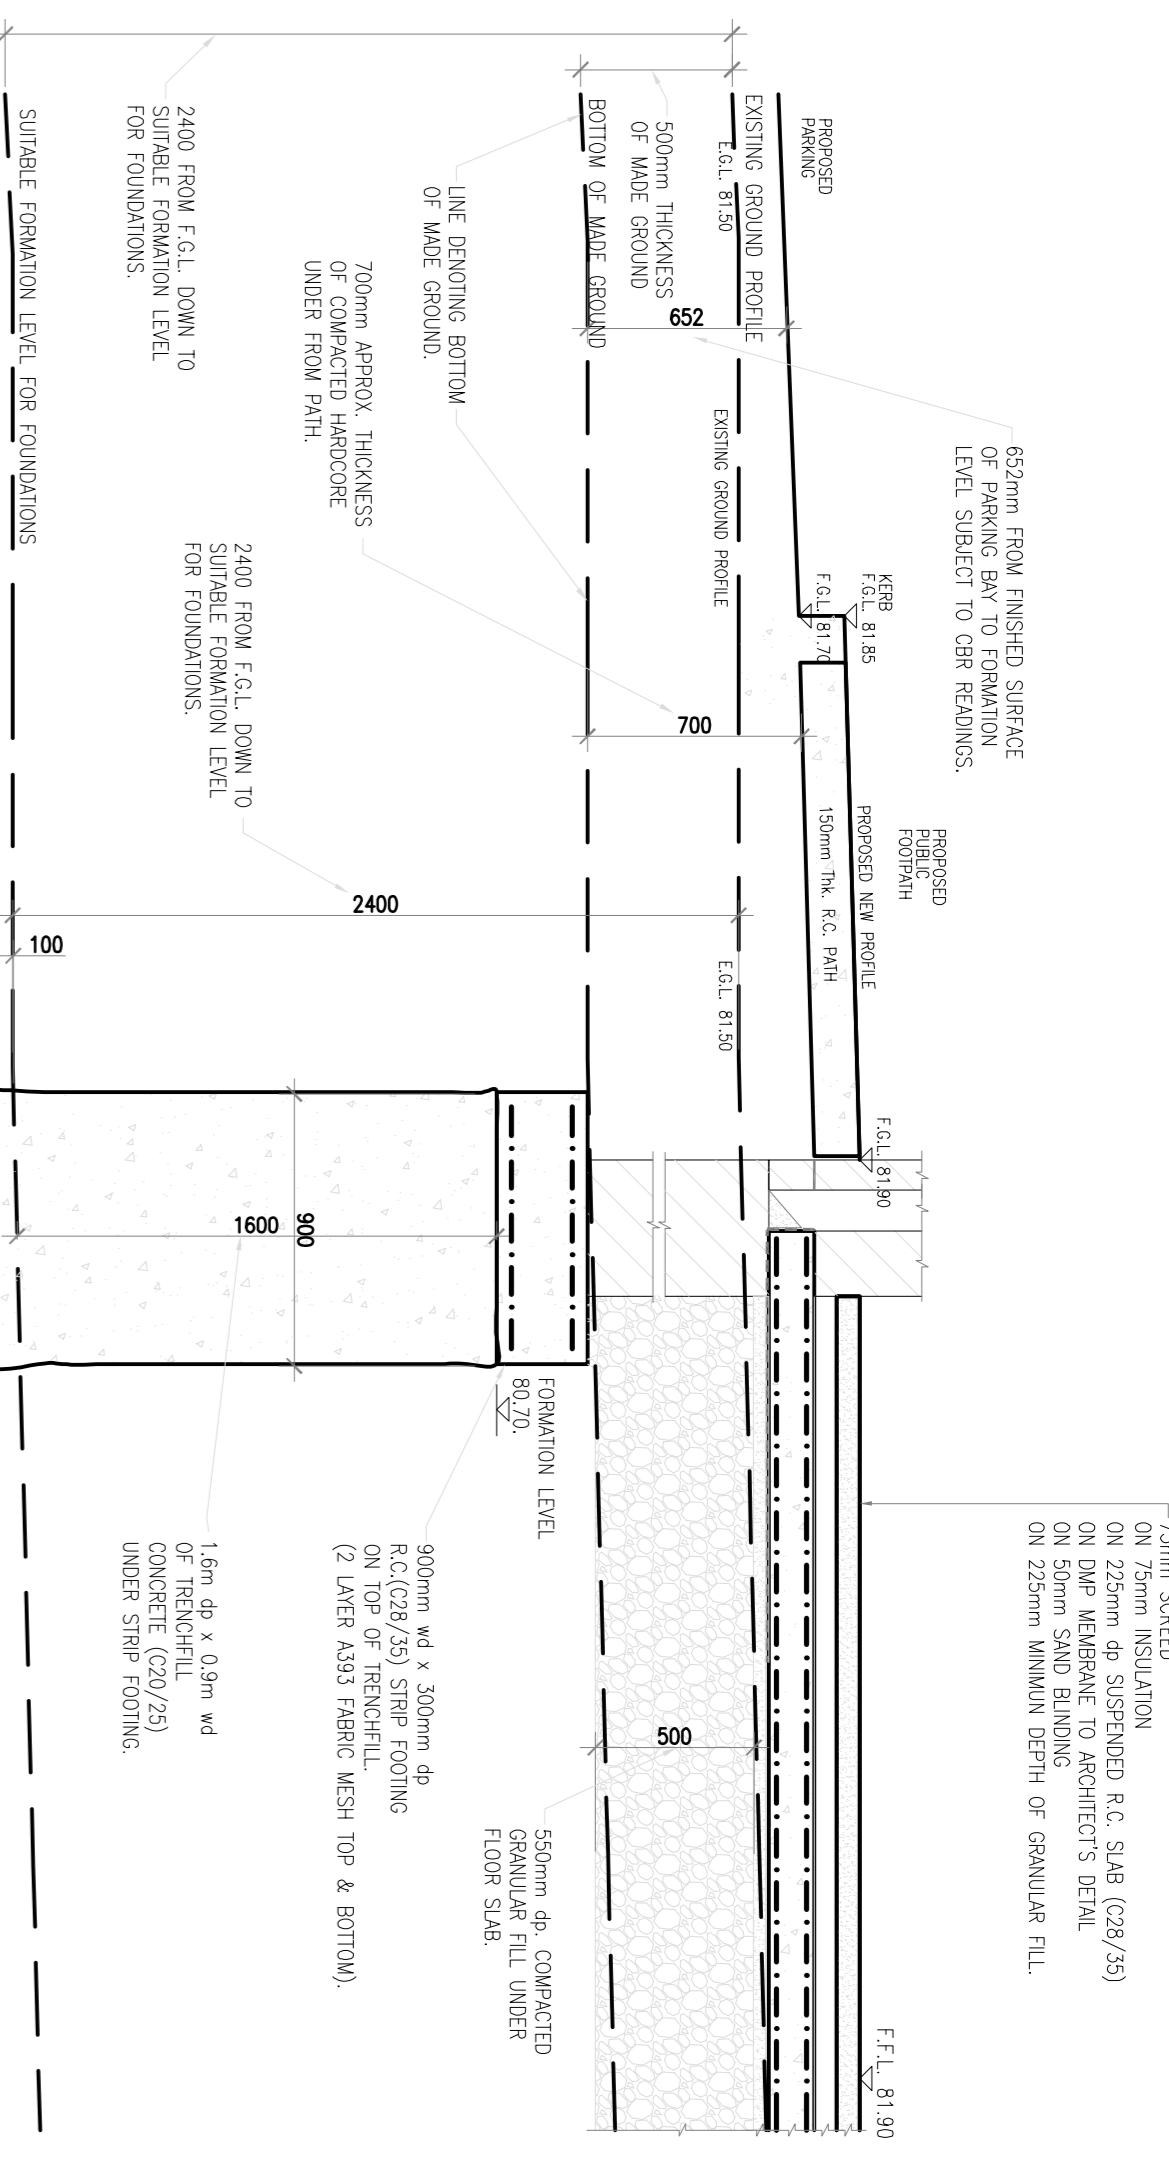 75mm SCREED
ON 75mm INSULATION
ON 225mm dp SUSPENDED R.C. SLAB (C28/35)
ON DMP MEMBRANE TO ARCHITECT'S DETAIL
ON 50mm SAND BLINDING
ON 225mm MINIMUN DEPTH OF GRANULAR FILL.
652mm FROM FINISHED SURFACE
OF PARKING BAY TO FORMATION
LEVEL SUBJECT TO CBR READINGS.
PROPOSED
PUBLIC
FOOTPATH
PROPOSED
PARKING
KERB
F.G.L. 81.85
F.G.L. 81.70
PROPOSED NEW PROFILE
150mm Thk. R.C. PATH
F.G.L. 81.90
F.F.L. 81.90
EXISTING GROUND PROFILE
E.G.L. 81.50
EXISTING GROUND PROFILE
E.G.L. 81.50
652
700
500
500mm THICKNESS
OF MADE GROUND
BOTTOM OF MADE GROUND
LINE DENOTING BOTTOM
OF MADE GROUND.
700mm APPROX. THICKNESS
OF COMPACTED HARDCORE
UNDER FROM PATH.
FORMATION LEVEL
80.70.
550mm dp. COMPACTED
GRANULAR FILL UNDER
FLOOR SLAB.
900mm wd x 300mm dp
R.C.(C28/35) STRIP FOOTING
ON TOP OF TRENCHFILL.
(2 LAYER A393 FABRIC MESH TOP & BOTTOM).
2400
900
1600
100
2400 FROM F.G.L. DOWN TO
SUITABLE FORMATION LEVEL
FOR FOUNDATIONS.
2400 FROM F.G.L. DOWN TO
SUITABLE FORMATION LEVEL
FOR FOUNDATIONS.
1.6m dp x 0.9m wd
OF TRENCHFILL
CONCRETE (C20/25)
UNDER STRIP FOOTING.
SUITABLE FORMATION LEVEL FOR FOUNDATIONS